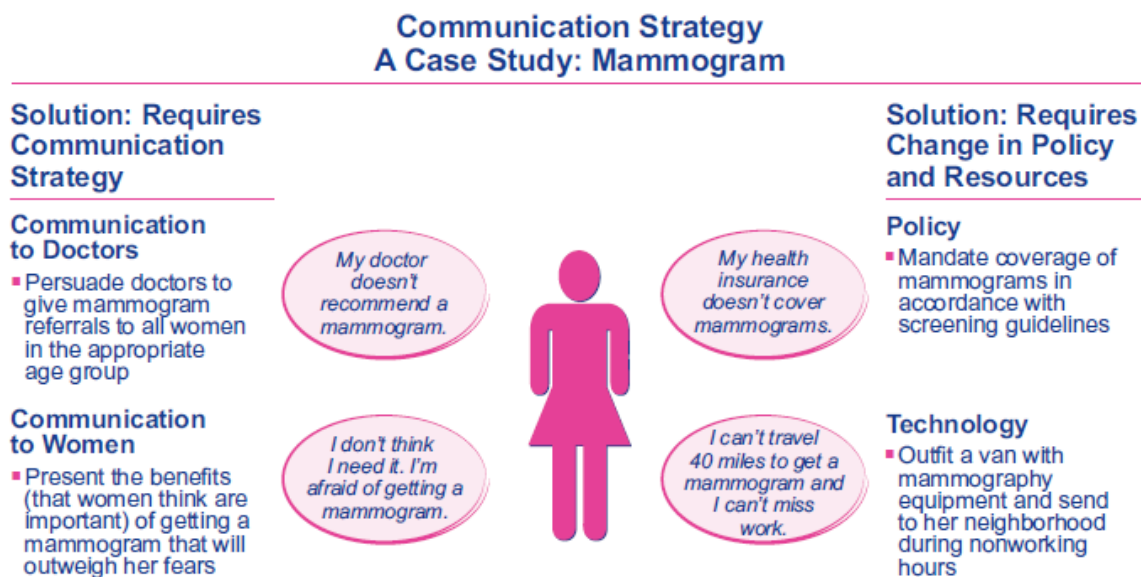 Communication Strategy
A Case Study: Mammogram
Solution: Requires
Communication
Strategy
Communication
to Doctors
▪ Persuade doctors to
give mammogram
referrals to all women
in the appropriate
age group
Communication
to Women
▪ Present the benefits
(that women think are
important) of getting a
mammogram that will
outweigh her fears
My doctor
doesn't
recommend a
mammogram.
I don't think
I need it. I'm
afraid of getting a
mammogram.
My health
insurance
doesn't cover
mammograms.
I can't travel
40 miles to get a
mammogram and
I can't miss
work.
Solution: Requires
Change in Policy
and Resources
Policy
▪ Mandate coverage of
mammograms in
accordance with
screening guidelines
Technology
▪ Outfit a van with
mammography
equipment and send
to her neighborhood
during nonworking
hours